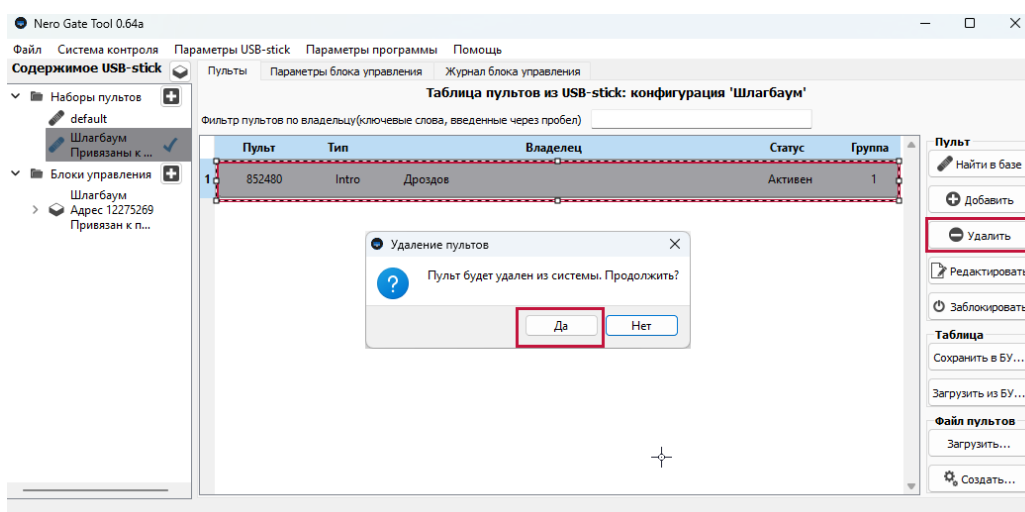 Nero Gate Tool 0.64a
Файл Система контроля Параметры USB-stick Параметры программы Помощь
Содержимое USB-stick
Пульты Параметры блока управления Журнал блока управления
Наборы пультов
default
Шлагбаум
Привязаны к ...
Блоки управления
Шлагбаум
Адрес 12275269
Привязан к п...
Таблица пультов из USB-stick: конфигурация 'Шлагбаум'
Фильтр пультов по владельцу(ключевые слова, введенные через пробел)
Пульт Тип Владелец Статус Группа
1 852480 Intro Дроздов Активен 1
Удаление пультов
Пульт будет удален из системы. Продолжить?
Да Нет
Пульт
Найти в базе
Добавить
Удалить
Редактировать
Заблокировать
Таблица
Сохранить в БУ...
Загрузить из БУ...
Файл пультов
Загрузить...
Создать...